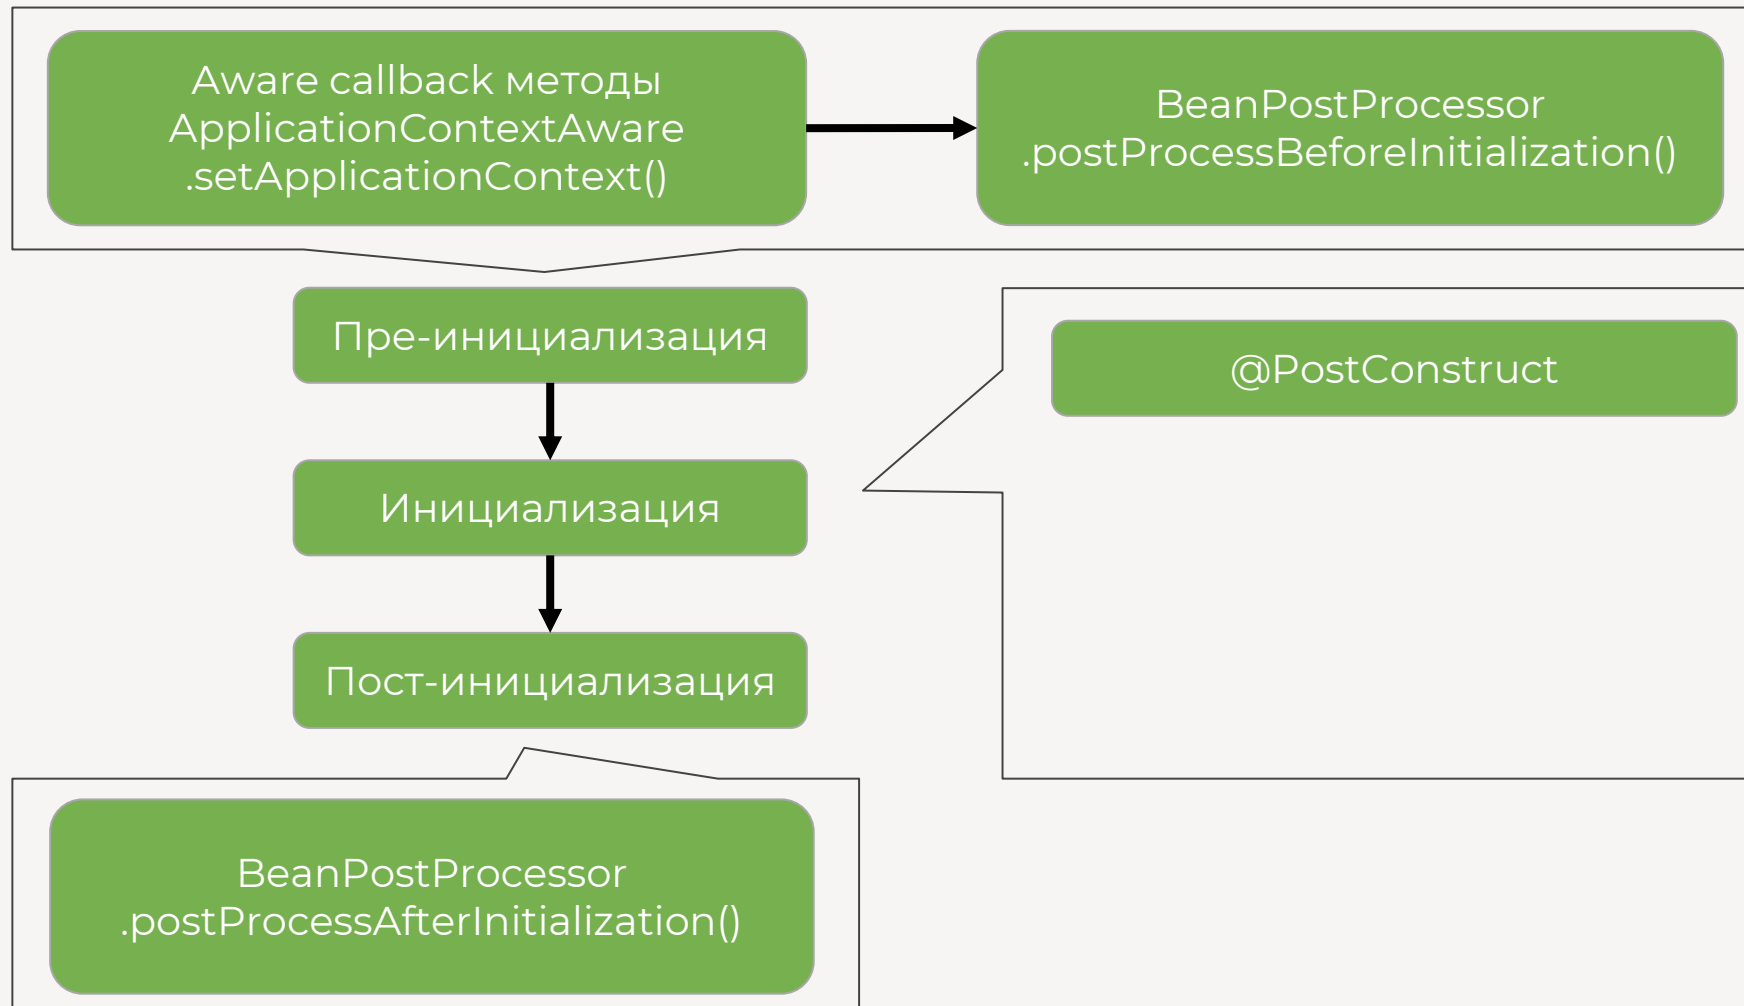 Aware callback методы
ApplicationContextAware
.setApplicationContext()
BeanPostProcessor
.postProcessBeforeInitialization()
Пре-инициализация
@PostConstruct
Инициализация
Пост-инициализация
BeanPostProcessor
.postProcessAfterInitialization()